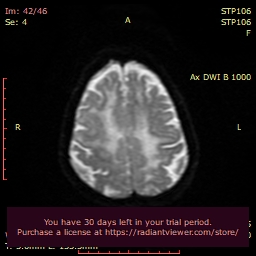 Im: 42/46
Se: 4
A
STP106
STP106
F
Ax DWI B 1000
R
L
You have 30 days left in your trial period.
Purchase a license at https://radiantviewer.com/store/